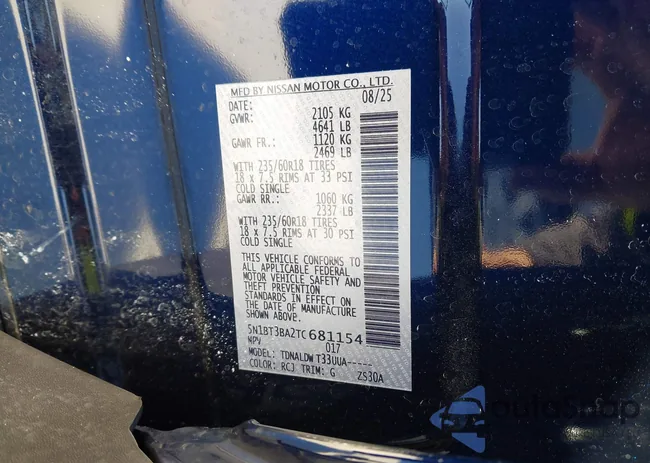 MFD BY NISSAN MOTOR CO., LTD.
DATE: 08/25
GVWR: 2105 KG
4641 LB
GAWR FR.: 1120 KG
2469 LB
WITH 235/60R18 TIRES
18 x 7.5 RIMS AT 33 PSI
COLD SINGLE
GAWR RR.: 1060 KG
2337 LB
WITH 235/60R18 TIRES
18 x 7.5 RIMS AT 30 PSI
COLD SINGLE
THIS VEHICLE CONFORMS TO
ALL APPLICABLE FEDERAL
MOTOR VEHICLE SAFETY AND
THEFT PREVENTION
STANDARDS IN EFFECT ON
THE DATE OF MANUFACTURE
SHOWN ABOVE.
5N1BT3BA2TC681154
MPV 017
MODEL: TDNALDW T33UUA-----
COLOR: RCJ TRIM: G ZS30A
autoSnap